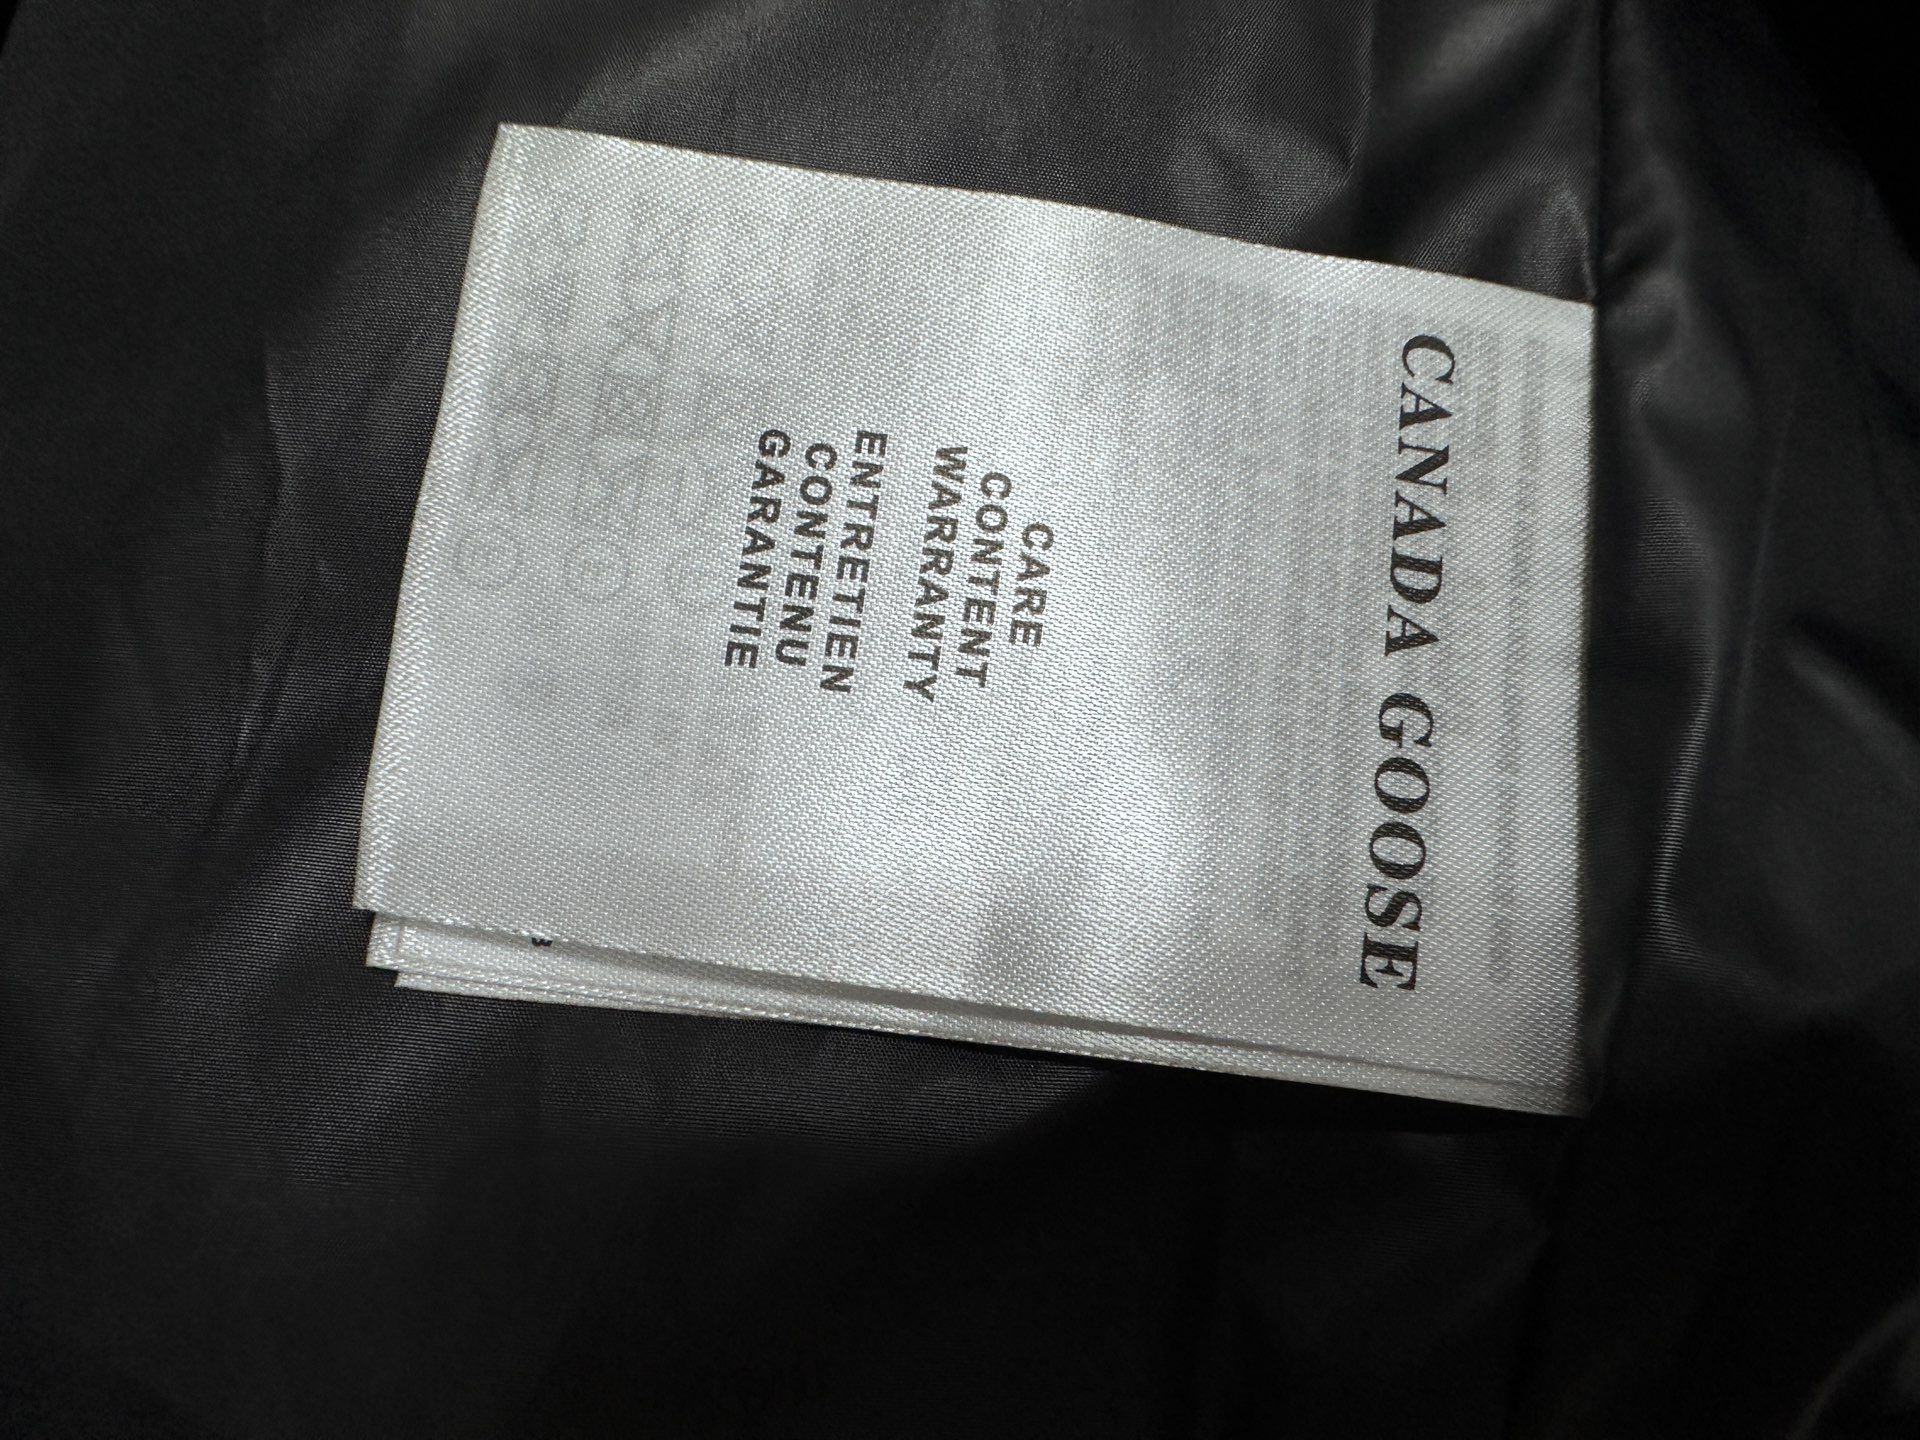 CANADA GOOSE
CARE
CONTENT
WARRANTY
ENTRETIEN
CONTENU
GARANTIE